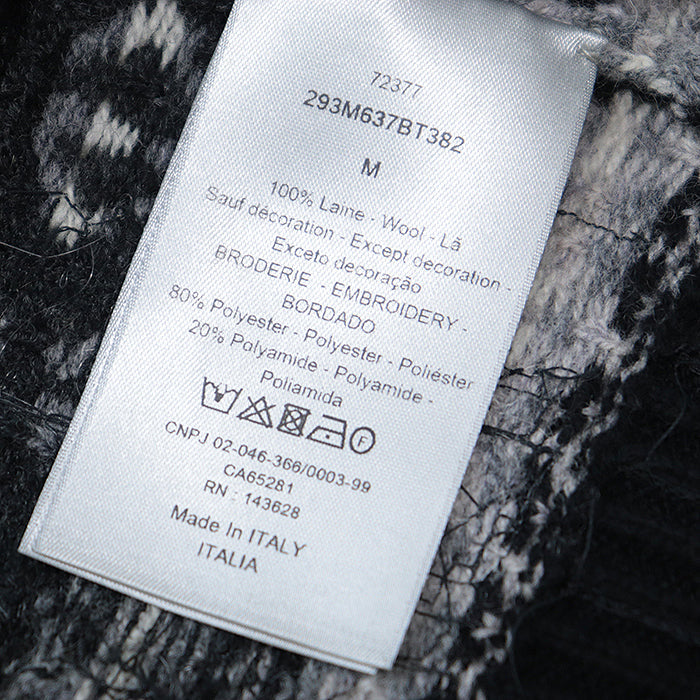 72377
293M637BT382
M
100% Laine - Wool - Lã
Sauf décoration - Except decoration -
Exceto decoração
BRODERIE - EMBROIDERY -
BORDADO
80% Polyester - Polyester - Poliéster
20% Polyamide - Polyamide -
Poliamida
F
CNPJ 02-046-366/0003-99
CA65281
RN : 143628
Made In ITALY
ITALIA